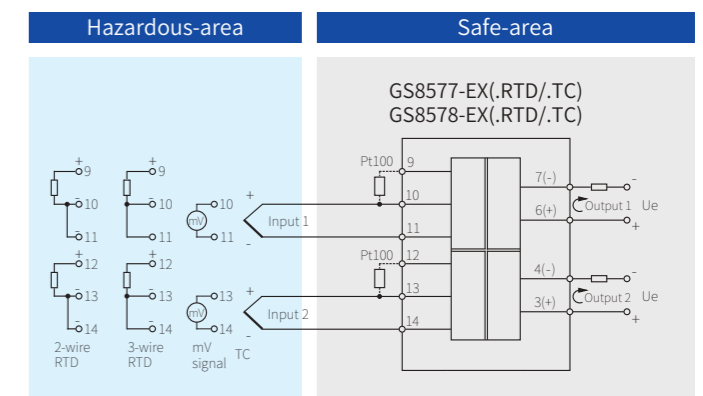 Hazardous-area
Safe-area
GS8577-EX(.RTD/.TC)
GS8578-EX(.RTD/.TC)
+ 9
- 10
- 11
+ 9
- 10
- 11
mV
10
11
+
-
Input 1
Pt100
9
10
11
7(-)
6(+)
-
+
Output 1
Ue
+ 12
- 13
- 14
+ 12
- 13
- 14
mV
13
14
+
-
Input 2
Pt100
12
13
14
4(-)
3(+)
-
+
Output 2
Ue
2-wire
RTD
3-wire
RTD
mV
signal
TC